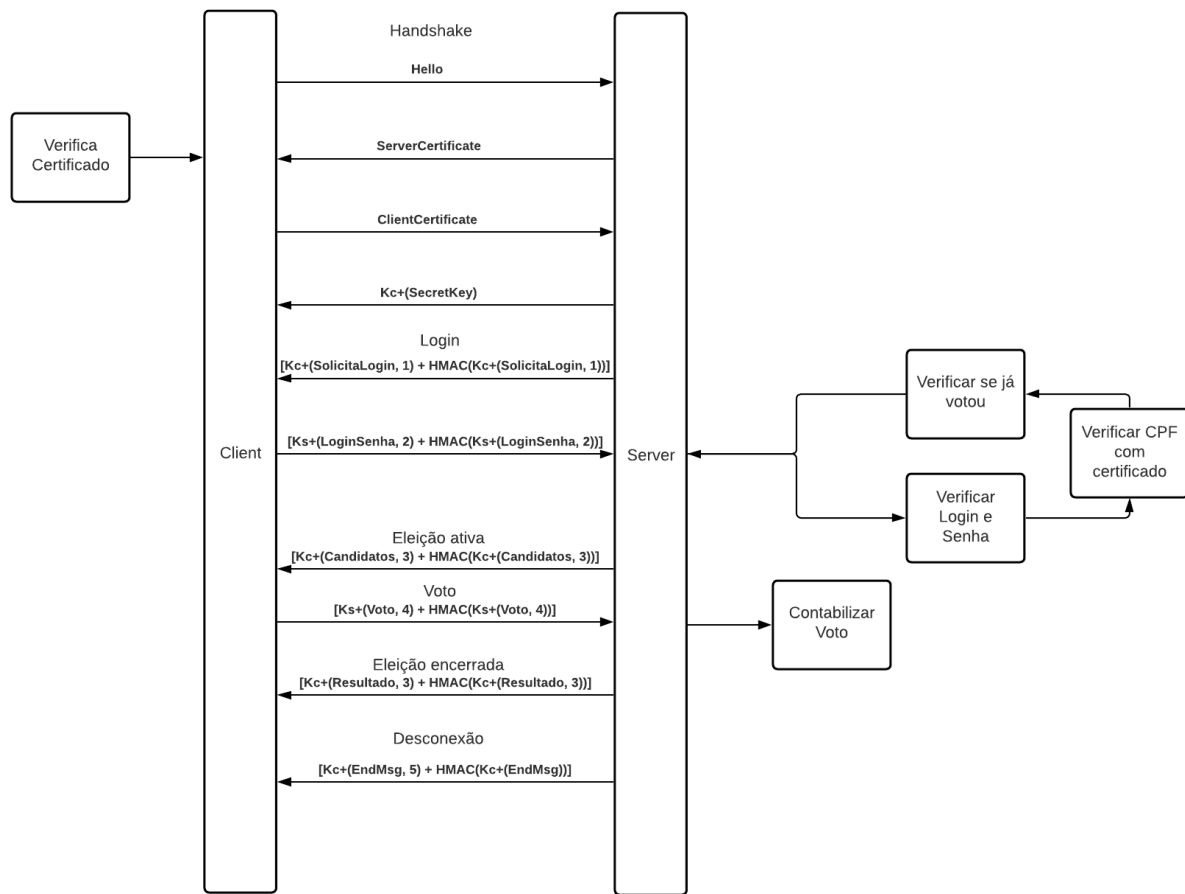 Handshake
Hello
Verifica
Certificado
ServerCertificate
ClientCertificate
Kc+(SecretKey)
Login
[Kc+(SolicitaLogin, 1) + HMAC(Kc+(SolicitaLogin, 1))]
Verificar se já
votou
Verificar CPF
com
certificado
[Ks+(LoginSenha, 2) + HMAC(Ks+(LoginSenha, 2))]
Client
Server
Verificar
Login e
Senha
Eleição ativa
[Kc+(Candidatos, 3) + HMAC(Kc+(Candidatos, 3))]
Voto
[Ks+(Voto, 4) + HMAC(Ks+(Voto, 4))]
Contabilizar
Voto
Eleição encerrada
[Kc+(Resultado, 3) + HMAC(Kc+(Resultado, 3))]
Desconexão
[Kc+(EndMsg, 5) + HMAC(Kc+(EndMsg))]